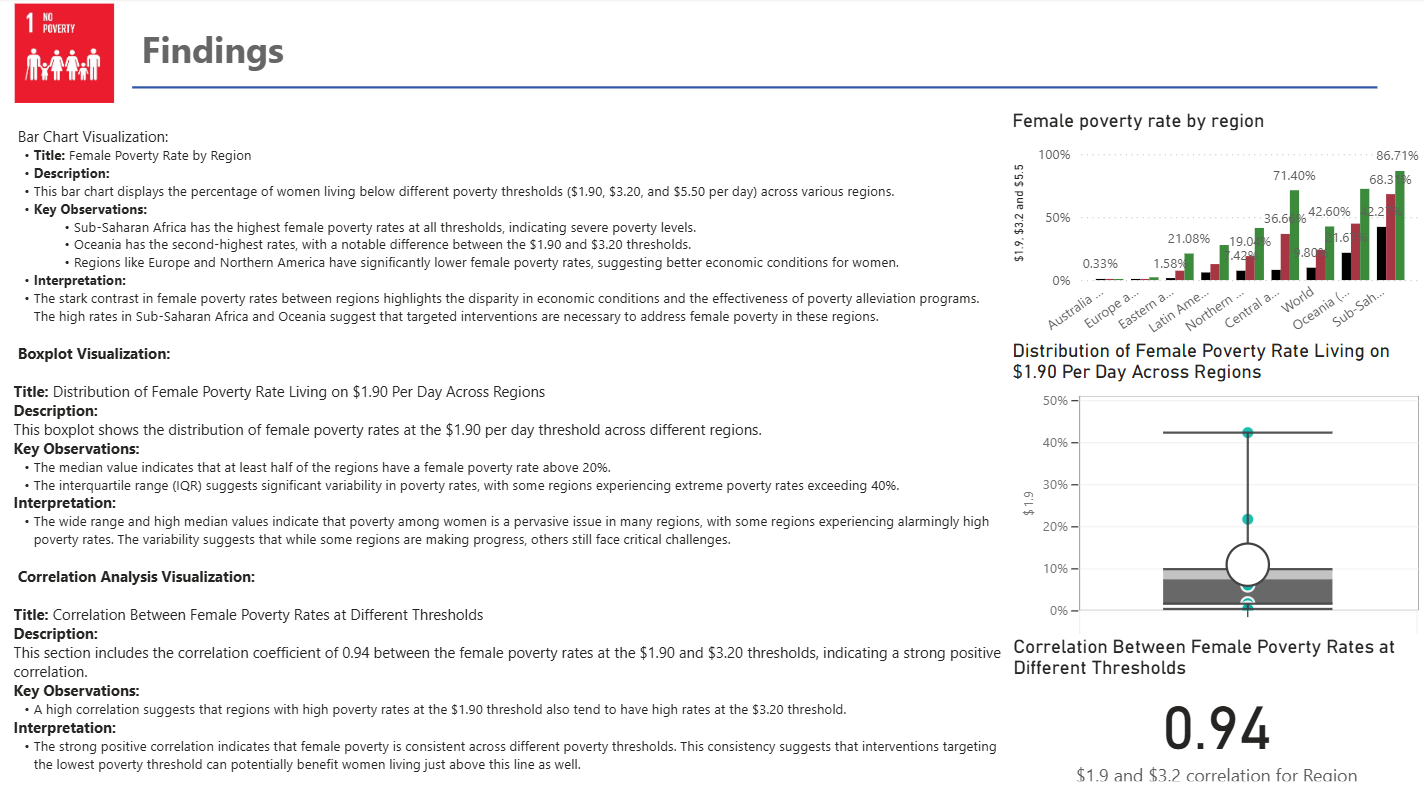 1 NO
POVERTY
Findings
Bar Chart Visualization:
• Title: Female Poverty Rate by Region
• Description:
• This bar chart displays the percentage of women living below different poverty thresholds ($1.90, $3.20, and $5.50 per day) across various regions.
• Key Observations:
• Sub-Saharan Africa has the highest female poverty rates at all thresholds, indicating severe poverty levels.
• Oceania has the second-highest rates, with a notable difference between the $1.90 and $3.20 thresholds.
• Regions like Europe and Northern America have significantly lower female poverty rates, suggesting better economic conditions for women.
• Interpretation:
• The stark contrast in female poverty rates between regions highlights the disparity in economic conditions and the effectiveness of poverty alleviation programs.
The high rates in Sub-Saharan Africa and Oceania suggest that targeted interventions are necessary to address female poverty in these regions.
Boxplot Visualization:
Title: Distribution of Female Poverty Rate Living on $1.90 Per Day Across Regions
Description:
This boxplot shows the distribution of female poverty rates at the $1.90 per day threshold across different regions.
Key Observations:
• The median value indicates that at least half of the regions have a female poverty rate above 20%.
• The interquartile range (IQR) suggests significant variability in poverty rates, with some regions experiencing extreme poverty rates exceeding 40%.
Interpretation:
• The wide range and high median values indicate that poverty among women is a pervasive issue in many regions, with some regions experiencing alarmingly high
poverty rates. The variability suggests that while some regions are making progress, others still face critical challenges.
Correlation Analysis Visualization:
Title: Correlation Between Female Poverty Rates at Different Thresholds
Description:
This section includes the correlation coefficient of 0.94 between the female poverty rates at the $1.90 and $3.20 thresholds, indicating a strong positive
correlation.
Key Observations:
• A high correlation suggests that regions with high poverty rates at the $1.90 threshold also tend to have high rates at the $3.20 threshold.
Interpretation:
• The strong positive correlation indicates that female poverty is consistent across different poverty thresholds. This consistency suggests that interventions targeting
the lowest poverty threshold can potentially benefit women living just above this line as well.
Female poverty rate by region
$1.9, $3.2 and $5.5
100%
50%
0%
0.33%
1.58%
21.08%
19.04%
71.40%
42.60%
86.71%
Australia ...
Europe a...
Eastern a...
Latin Ame...
Northern ...
Central a...
World
Oceania (...
Sub-Sah...
Distribution of Female Poverty Rate Living on
$1.90 Per Day Across Regions
$ 1.9
50%
40%
30%
20%
10%
0%
Correlation Between Female Poverty Rates at
Different Thresholds
0.94
$1.9 and $3.2 correlation for Region